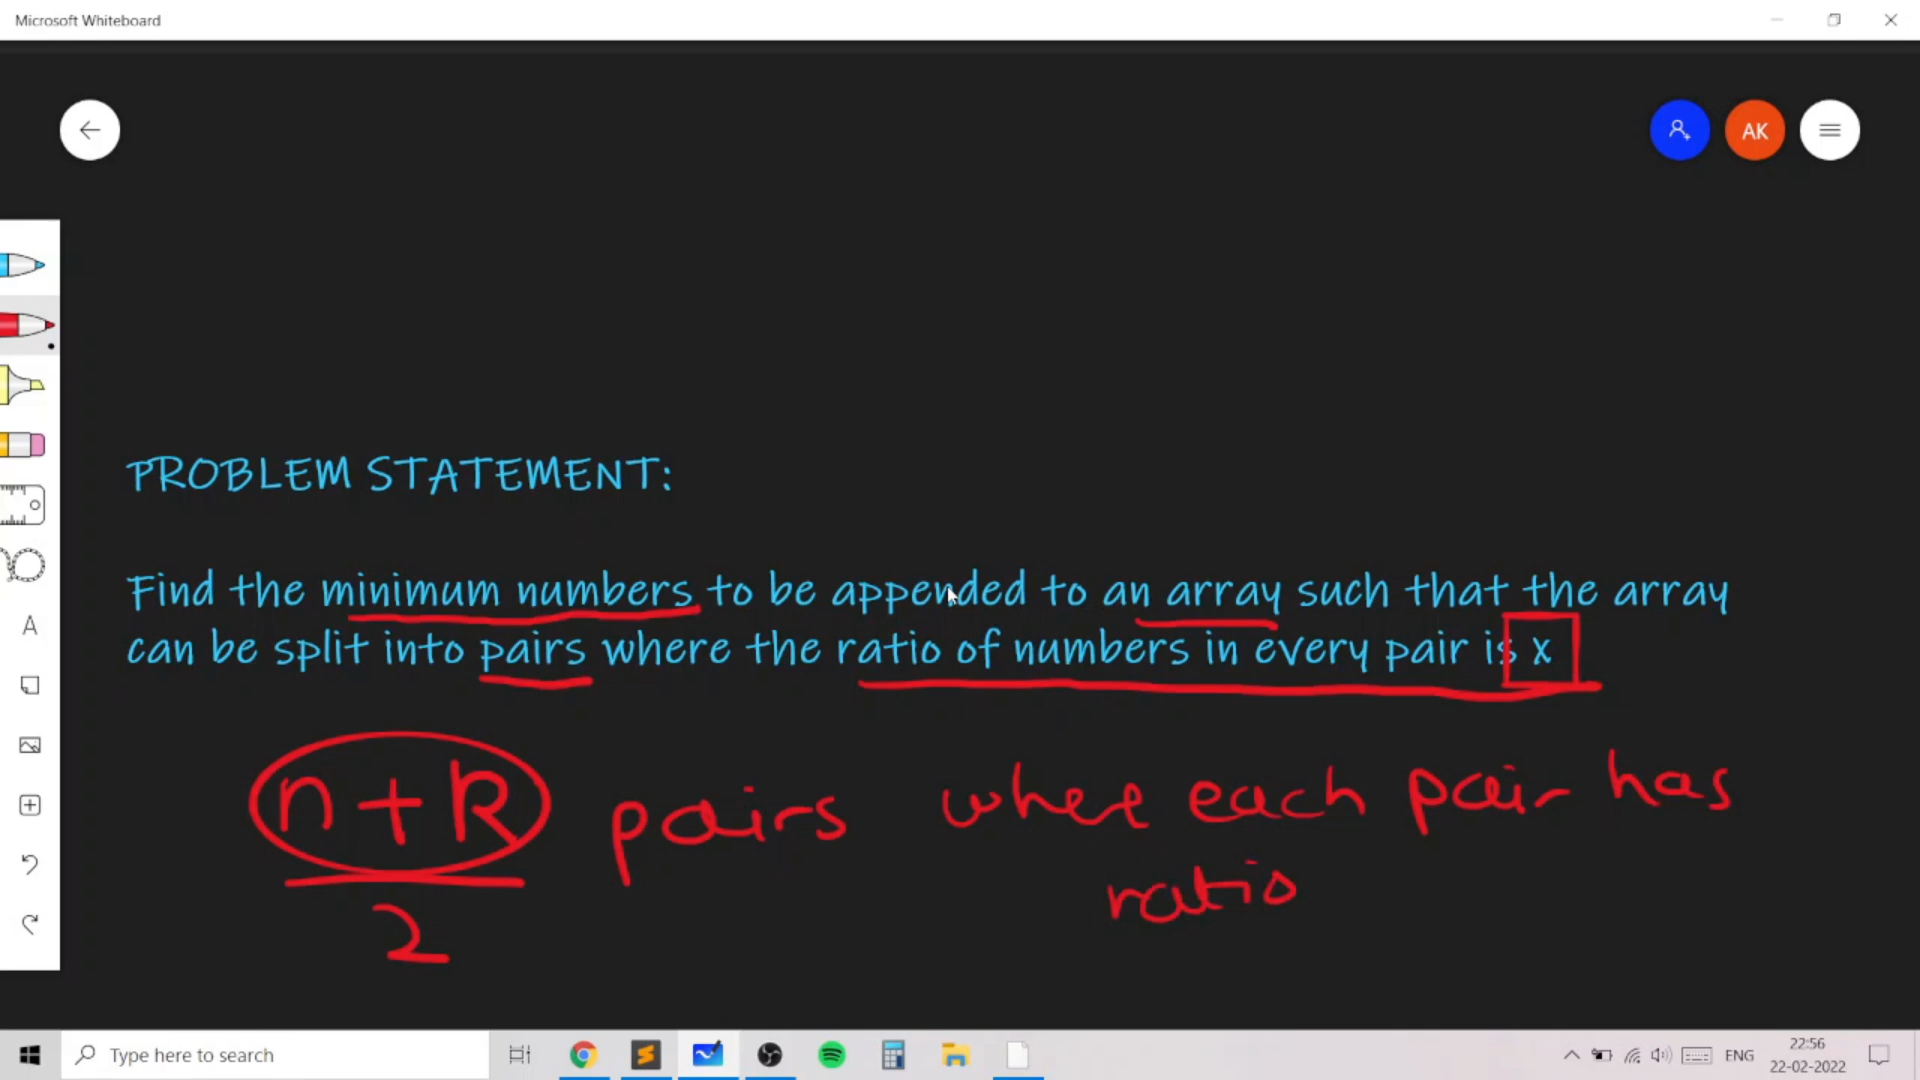 Microsoft Whiteboard
AK
A
PROBLEM STATEMENT:
Find the minimum numbers to be appended to an array such that the array
can be split into pairs where the ratio of numbers in every pair is x
n+R pairs where each pair has
2
ratio
Type here to search
ENG
22:56
22-02-2022